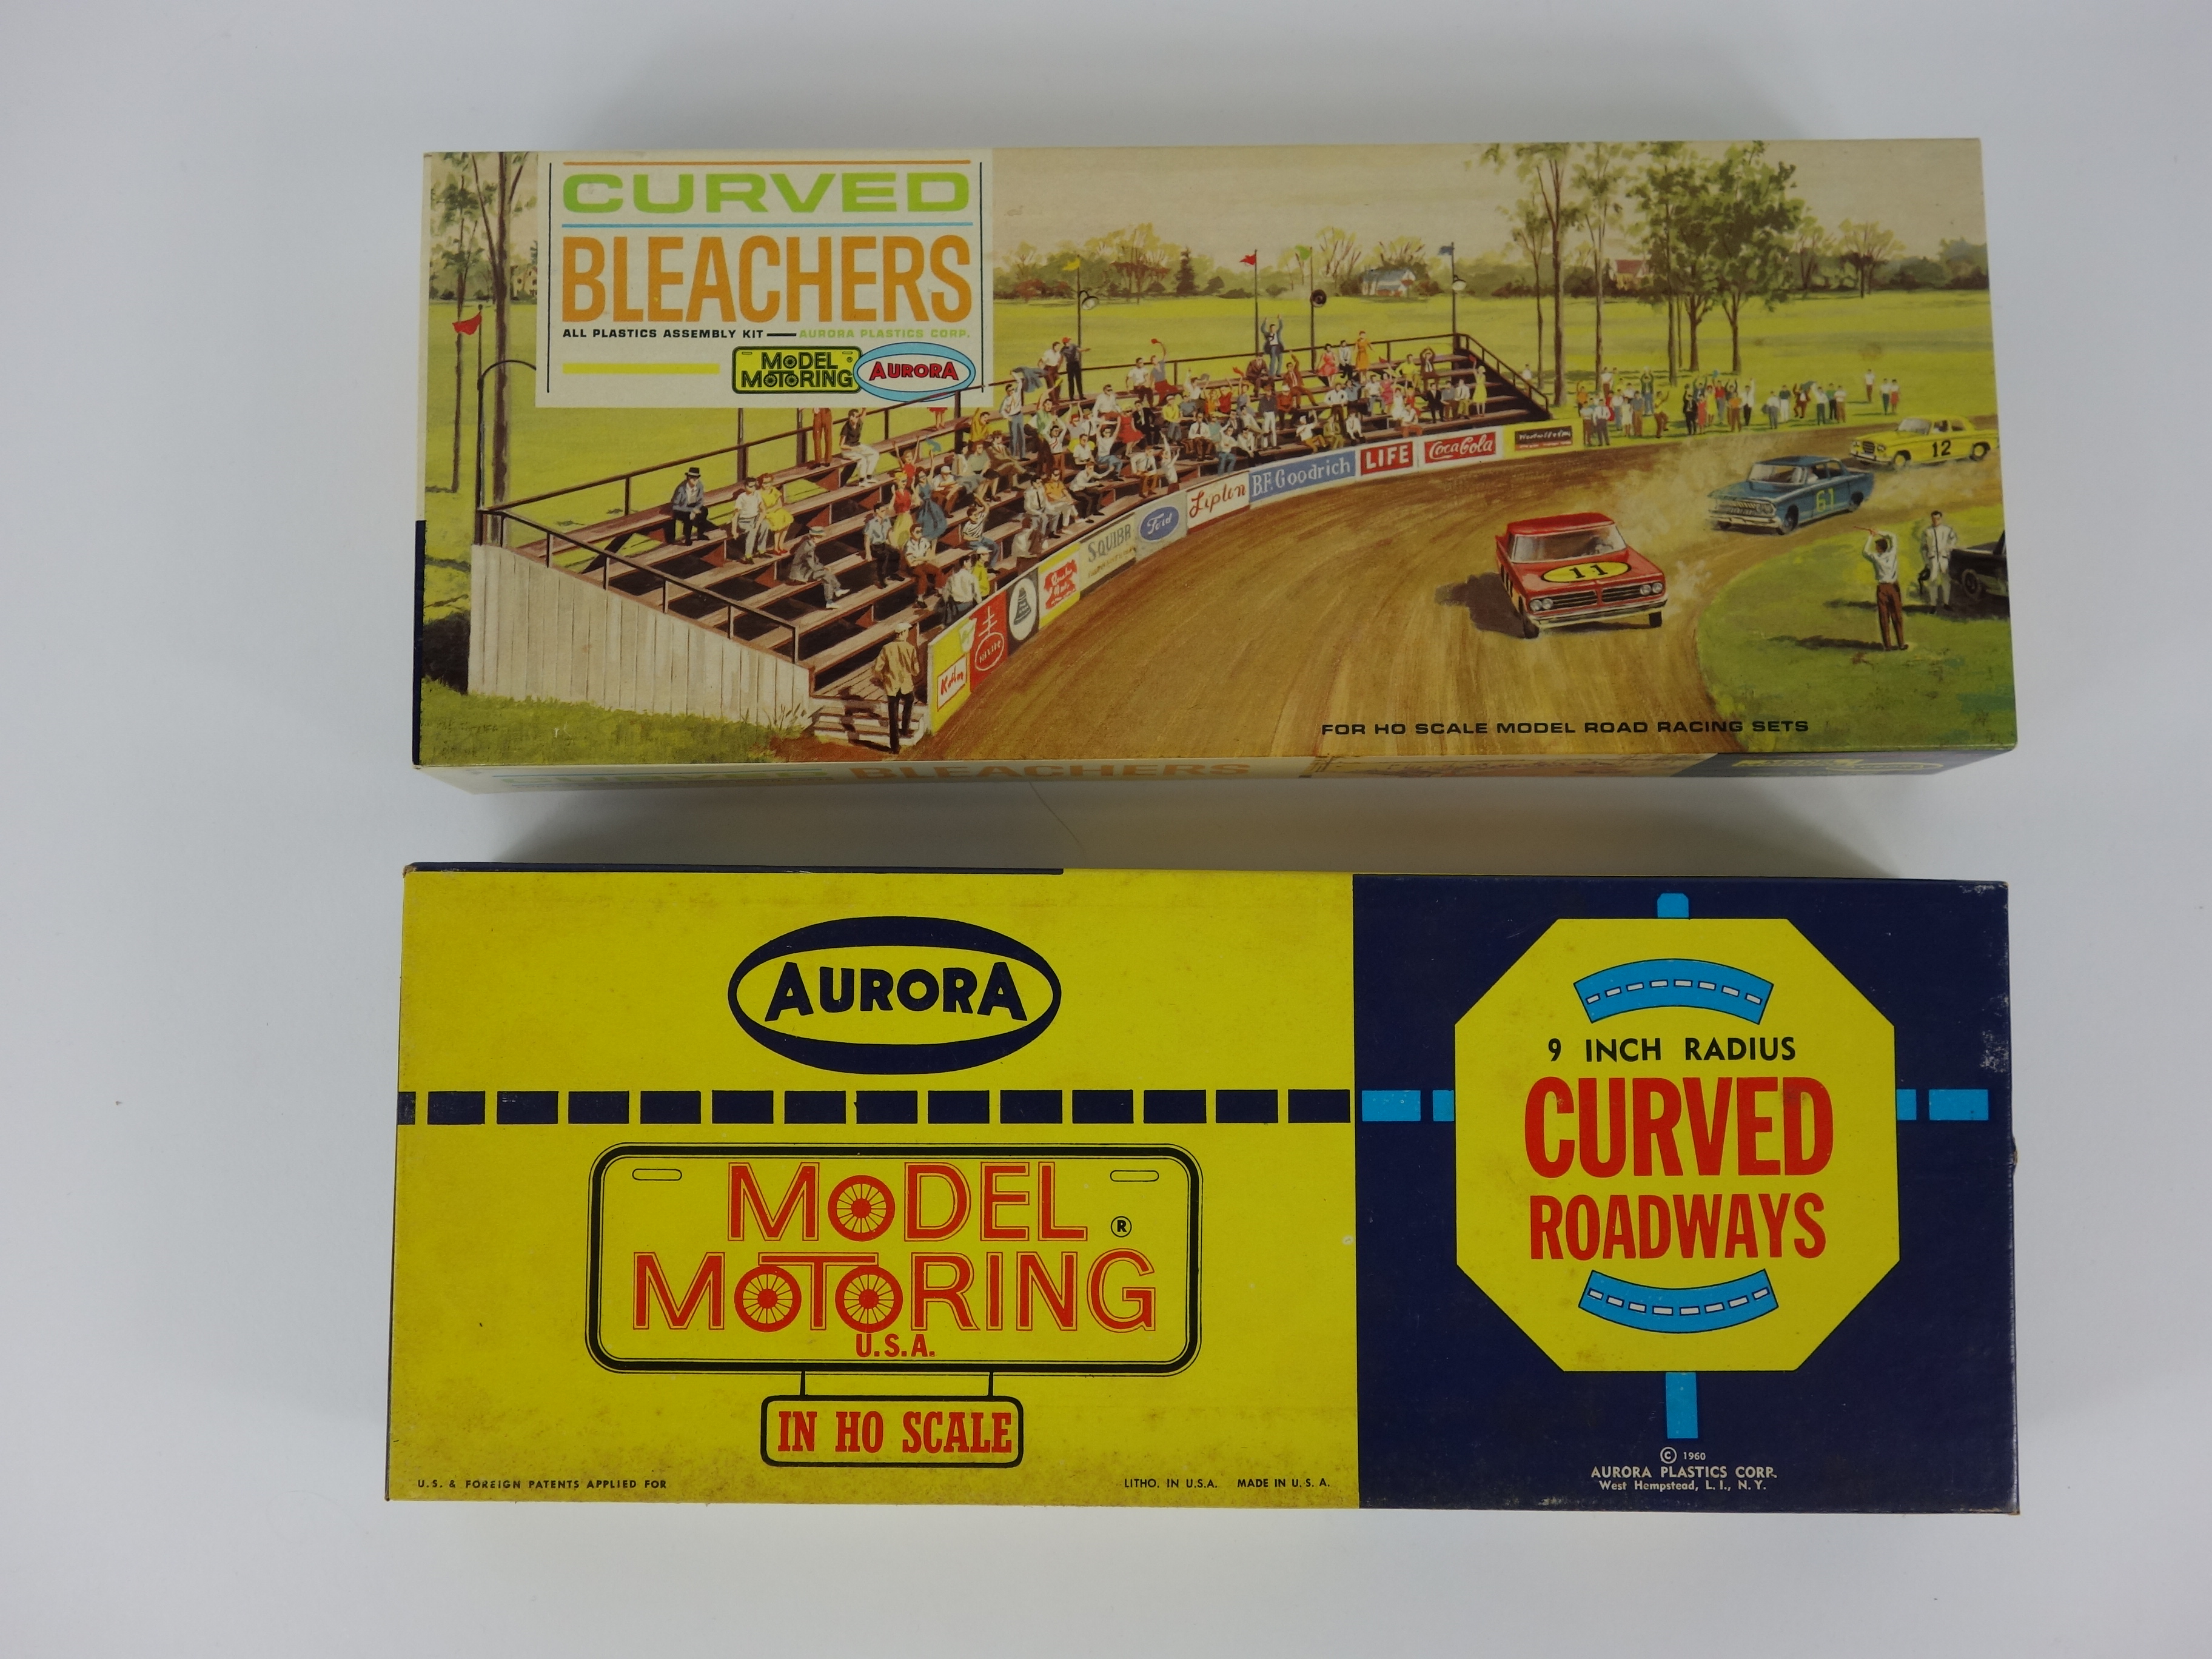 CURVED
BLEACHERS
ALL PLASTICS ASSEMBLY KIT — AURORA PLASTICS CORP.
MODEL
MOTORING
®
AURORA
12
61
11
Coca Cola
LIFE
B.F. Goodrich
Lipton
Ford
SQUIBB
FOR HO SCALE MODEL ROAD RACING SETS
BLEACHERS
AURORA
MODEL ®
MOTORING
U.S.A.
IN HO SCALE
U.S. & FOREIGN PATENTS APPLIED FOR
LITHO. IN U.S.A. MADE IN U. S. A.
9 INCH RADIUS
CURVED
ROADWAYS
© 1960
AURORA PLASTICS CORP.
West Hempstead, L. I., N. Y.